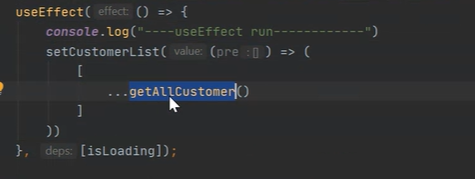 useEffect( effect: () => {
console.log("----useEffect run------------")
setCustomerList( value: (pre :[] ) => (
[
...getAllCustomer()
]
))
}, deps: [isLoading]);